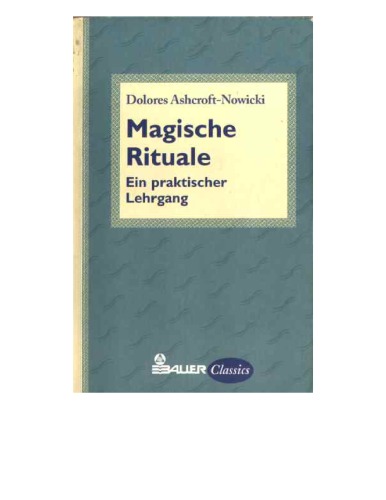 Dolores Ashcroft-Nowicki
Magische
Rituale
Ein praktischer
Lehrgang
BAUER Classics